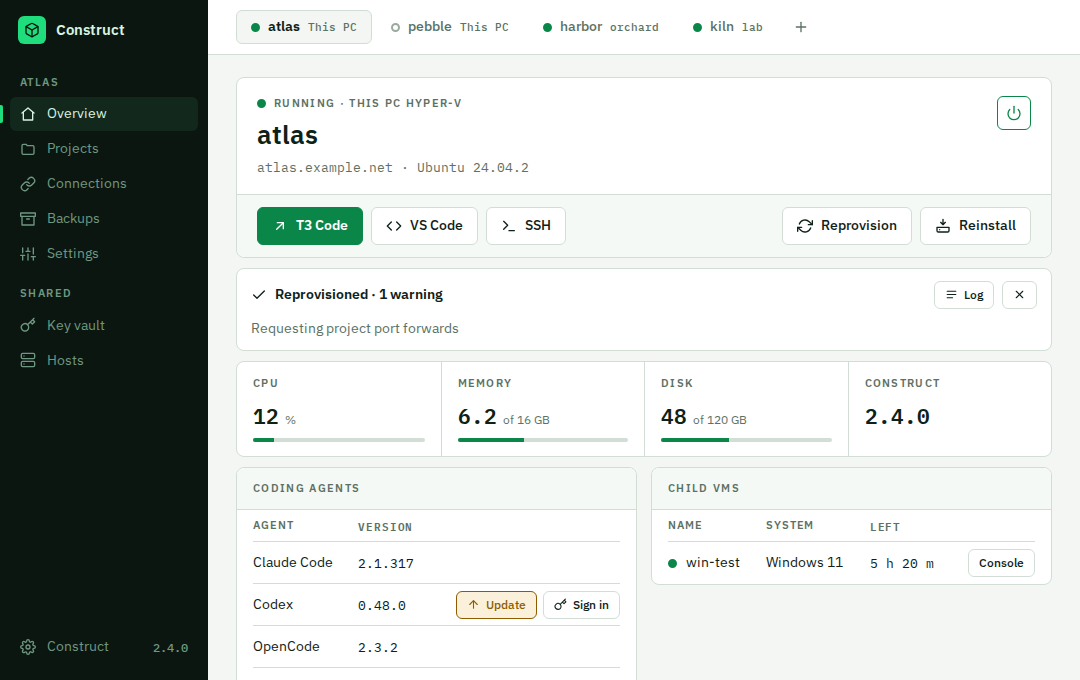 Construct
ATLAS
Overview
Projects
Connections
Backups
Settings
SHARED
Key vault
Hosts
Construct 2.4.0
atlas This PC
pebble This PC
harbor orchard
kiln lab
RUNNING · THIS PC HYPER-V
atlas
atlas.example.net · Ubuntu 24.04.2
T3 Code
VS Code
SSH
Reprovision
Reinstall
Reprovisioned · 1 warning
Log
Requesting project port forwards
CPU
12 %
MEMORY
6.2 of 16 GB
DISK
48 of 120 GB
CONSTRUCT
2.4.0
CODING AGENTS
AGENT VERSION
Claude Code 2.1.317
Codex 0.48.0 Update Sign in
OpenCode 2.3.2
CHILD VMS
NAME SYSTEM LEFT
win-test Windows 11 5 h 20 m Console